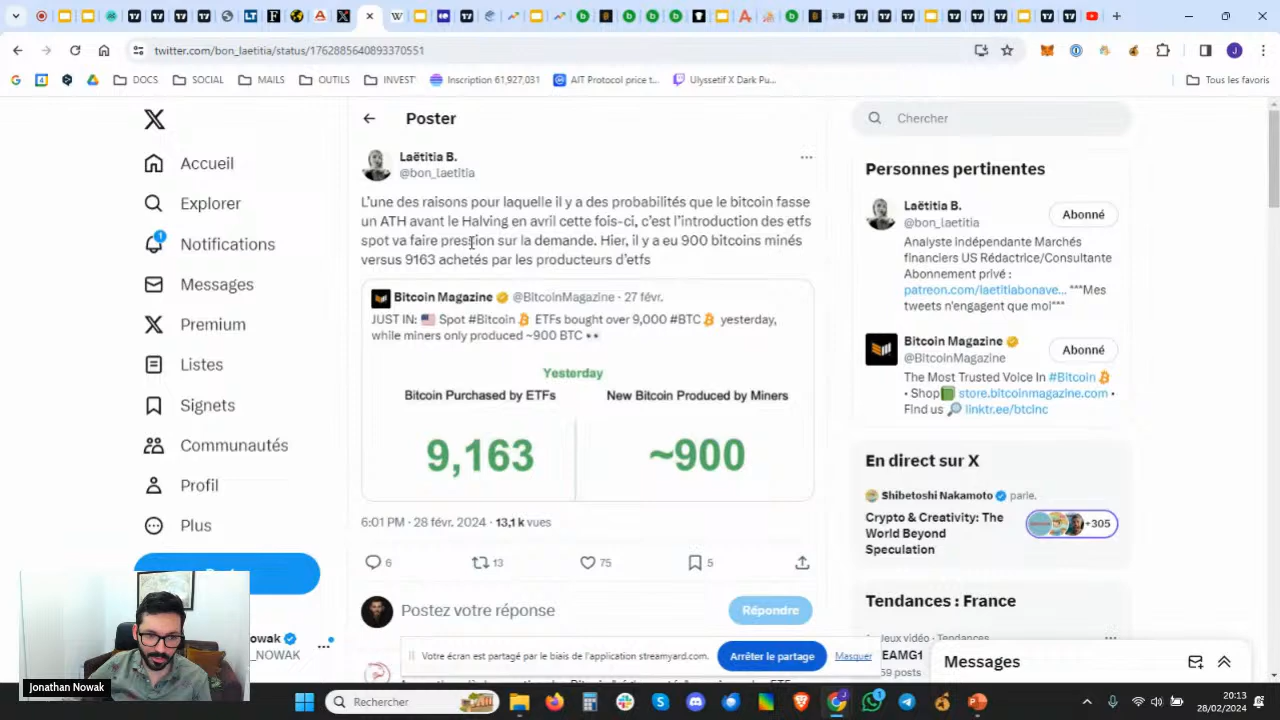 twitter.com/bon_laetitia/status/1762885640893370551
DOCS
SOCIAL
MAILS
OUTILS
INVEST
Inscription 61,927,031
AIT Protocol price t...
Ulyssetif X Dark Pu...
Tous les favoris
Accueil
Explorer
1
Notifications
Messages
Premium
Listes
Signets
Communautés
Profil
Plus
Poster
Laëtitia B.
@bon_laetitia
L'une des raisons pour laquelle il y a des probabilités que le bitcoin fasse
un ATH avant le Halving en avril cette fois-ci, c'est l'introduction des etfs
spot va faire pression sur la demande. Hier, il y a eu 900 bitcoins minés
versus 9163 achetés par les producteurs d'etfs
Bitcoin Magazine @BitcoinMagazine · 27 févr.
JUST IN: 🇺🇸 Spot #Bitcoin ETFs bought over 9,000 #BTC yesterday,
while miners only produced ~900 BTC 👀
Yesterday
Bitcoin Purchased by ETFs
New Bitcoin Produced by Miners
9,163
~900
6:01 PM · 28 févr. 2024 · 13,1 k vues
6
13
75
5
Postez votre réponse
Répondre
Chercher
Personnes pertinentes
Laëtitia B.
@bon_laetitia
Abonné
Analyste indépendante Marchés
financiers US Rédactrice/Consultante
Abonnement privé :
patreon.com/laetitiabonave... ***Mes
tweets n'engagent que moi***
Bitcoin Magazine
@BitcoinMagazine
Abonné
The Most Trusted Voice In #Bitcoin
• Shop📗 store.bitcoinmagazine.com •
Find us 🔎 linktr.ee/btcinc
En direct sur X
Shibetoshi Nakamoto parle.
Crypto & Creativity: The
World Beyond
Speculation
+305
Tendances : France
Jeux vidéo · Tendances
EAMG1
59 posts
Messages
owak
_NOWAK
Jonathan Nowak
Votre écran est partagé par le biais de l'application streamyard.com.
Arrêter le partage
Masquer
Rechercher
20:13
28/02/2024